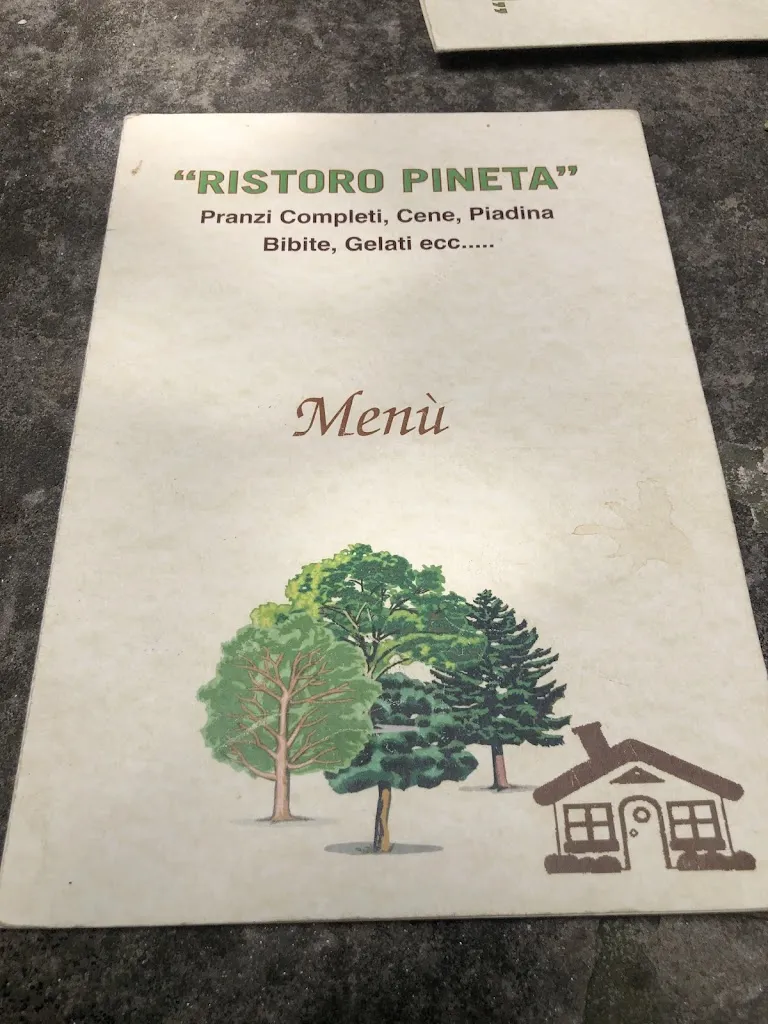 “RISTORO PINETA”
Pranzi Completi, Cene, Piadina
Bibite, Gelati ecc.....
Menù